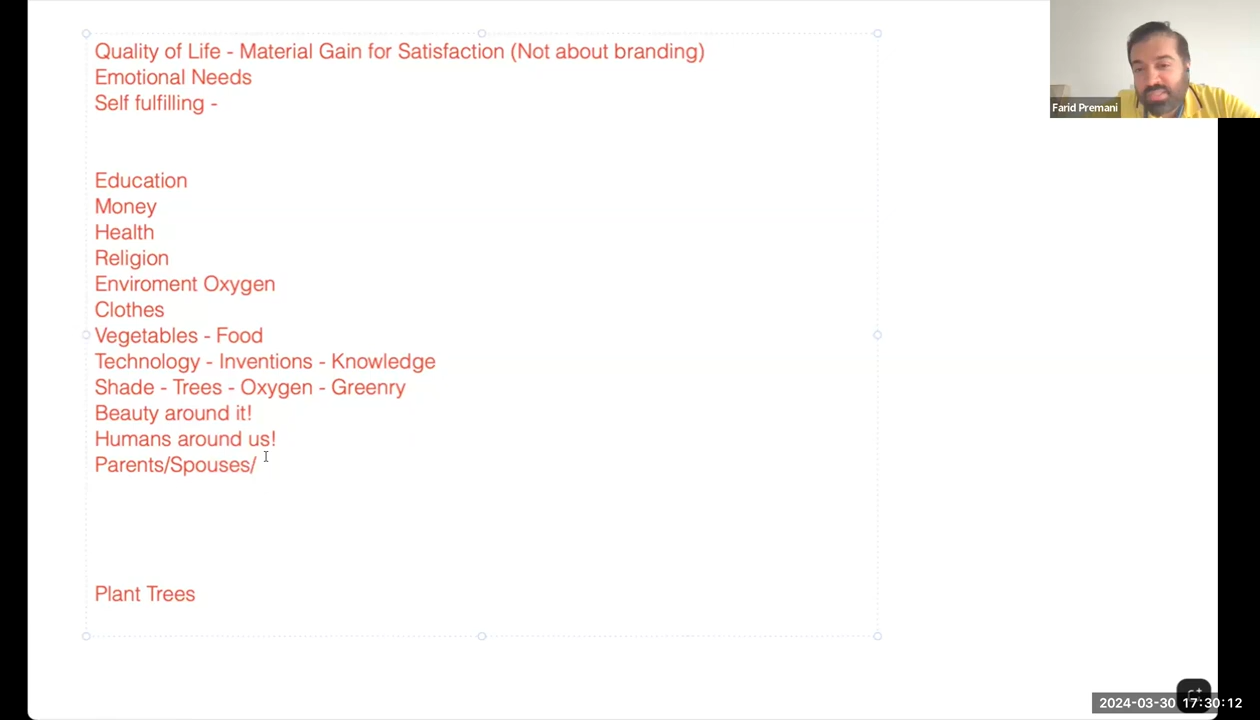 Quality of Life - Material Gain for Satisfaction (Not about branding)
Emotional Needs
Self fulfilling -
Education
Money
Health
Religion
Enviroment Oxygen
Clothes
Vegetables - Food
Technology - Inventions - Knowledge
Shade - Trees - Oxygen - Greenry
Beauty around it!
Humans around us!
Parents/Spouses/
Plant Trees
Farid Premani
2024-03-30 17:30:12